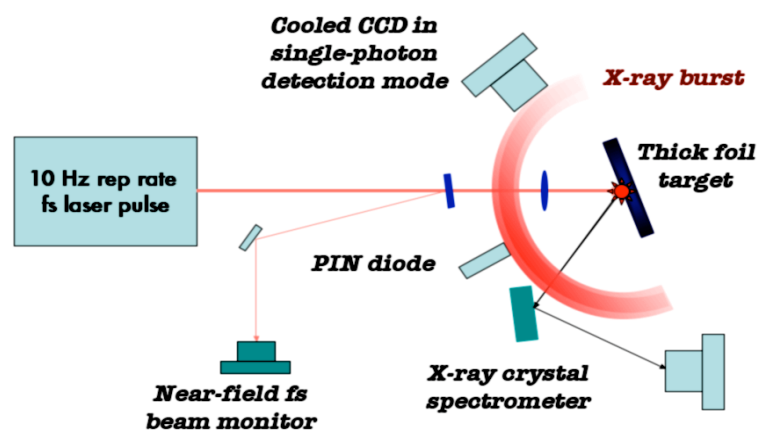 Cooled CCD in
single-photon
detection mode
X-ray burst
10 Hz rep rate
fs laser pulse
Thick foil
target
PIN diode
X-ray crystal
spectrometer
Near-field fs
beam monitor